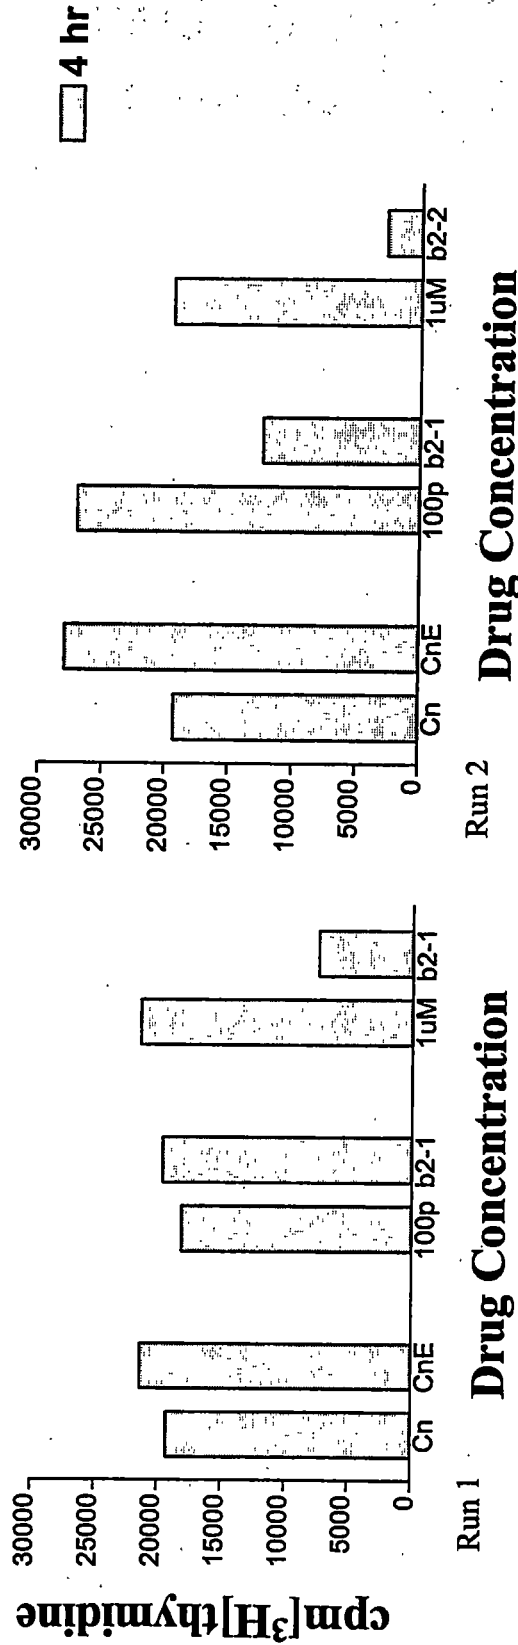 cpm[³H]thymidine
30000
25000
20000
15000
10000
5000
0
Cn CnE 100p b2-1 1uM b2-1
Run 1
Drug Concentration
30000
25000
20000
15000
10000
5000
0
Cn CnE 100p b2-1 1uM b2-2
Run 2
Drug Concentration
4 hr